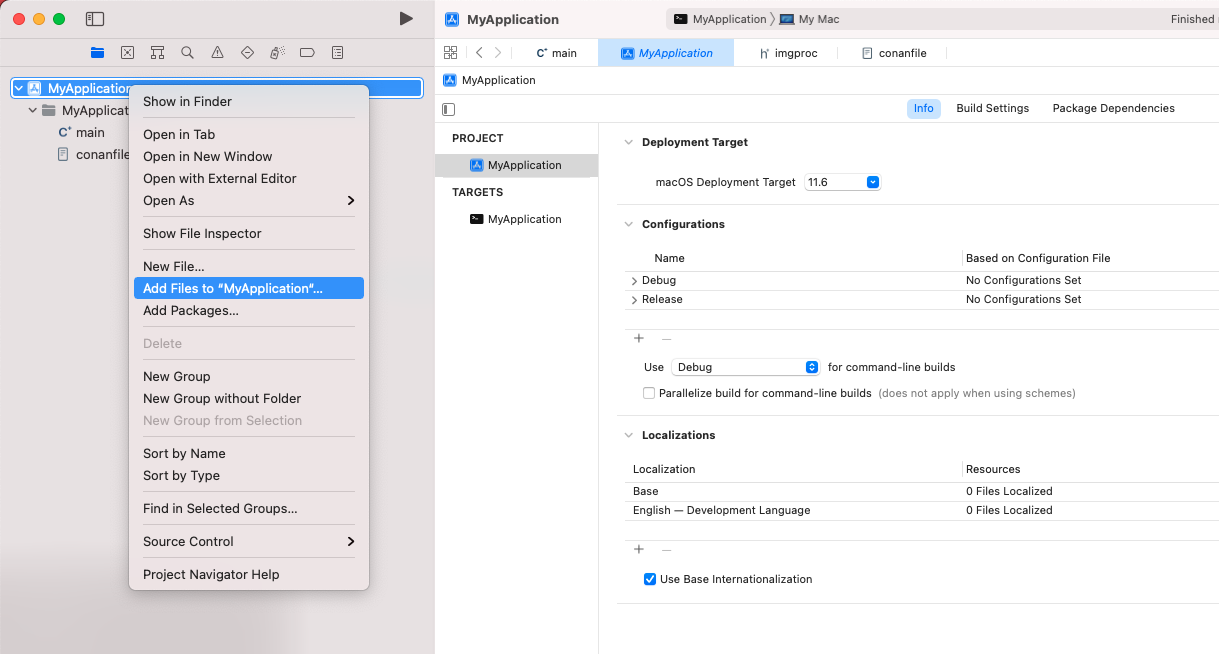 MyApplication
MyApplication
My Mac
Finished
C+ main
MyApplication
imgproc
conanfile
MyApplication
MyApplication
MyApplicat
C+ main
conanfile
Show in Finder
Open in Tab
Open in New Window
Open with External Editor
Open As
Show File Inspector
New File...
Add Files to “MyApplication“...
Add Packages...
Delete
New Group
New Group without Folder
New Group from Selection
Sort by Name
Sort by Type
Find in Selected Groups...
Source Control
Project Navigator Help
Info
Build Settings
Package Dependencies
PROJECT
MyApplication
TARGETS
MyApplication
Deployment Target
macOS Deployment Target 11.6
Configurations
Name
Based on Configuration File
Debug
No Configurations Set
Release
No Configurations Set
Use Debug for command-line builds
Parallelize build for command-line builds (does not apply when using schemes)
Localizations
Localization
Resources
Base
0 Files Localized
English — Development Language
0 Files Localized
Use Base Internationalization